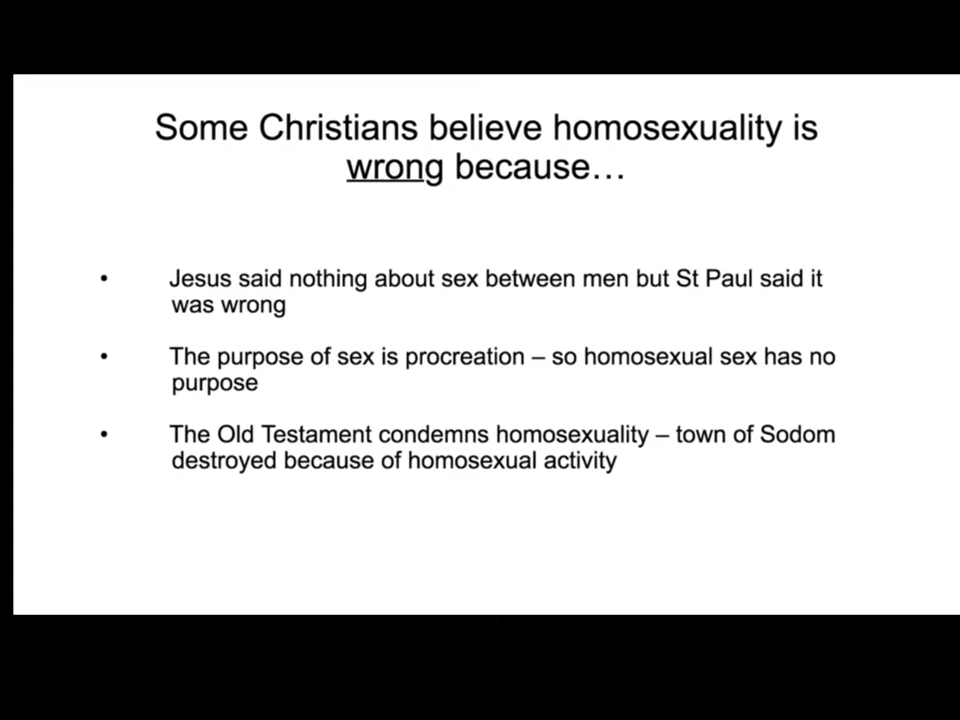 Some Christians believe homosexuality is
wrong because…
• Jesus said nothing about sex between men but St Paul said it
was wrong
• The purpose of sex is procreation – so homosexual sex has no
purpose
• The Old Testament condemns homosexuality – town of Sodom
destroyed because of homosexual activity